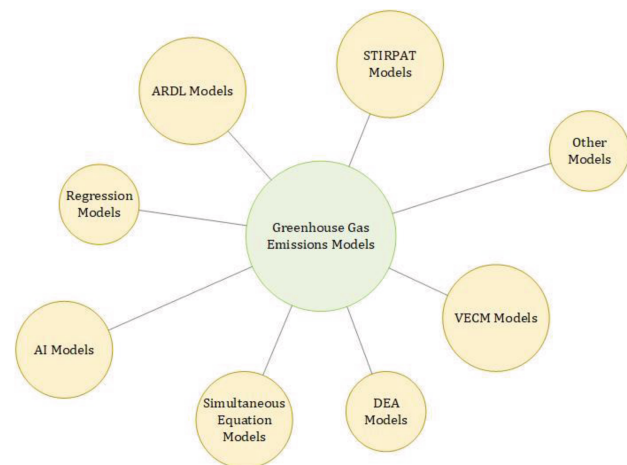 STIRPAT
Models
ARDL Models
Other
Models
Regression
Models
Greenhouse Gas
Emissions Models
VECM Models
AI Models
Simultaneous
Equation
Models
DEA
Models